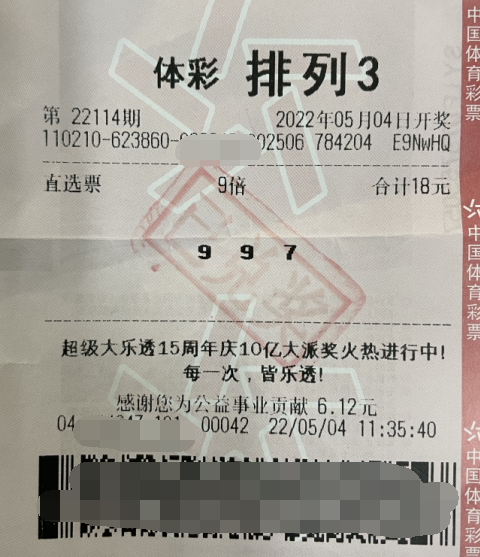 体彩 排列3
第 22114期 2022年05月04日开奖
110210-623860- 02506 784204 E9NwHQ
直选票 9倍 合计18元
9 9 7
已兑奖
超级大乐透15周年庆10亿大派奖火热进行中!
每一次，皆乐透!
感谢您为公益事业贡献 6.12元
04 00042 22/05/04 11:35:40
中国体育彩票
中国体育彩票
中国体育彩票